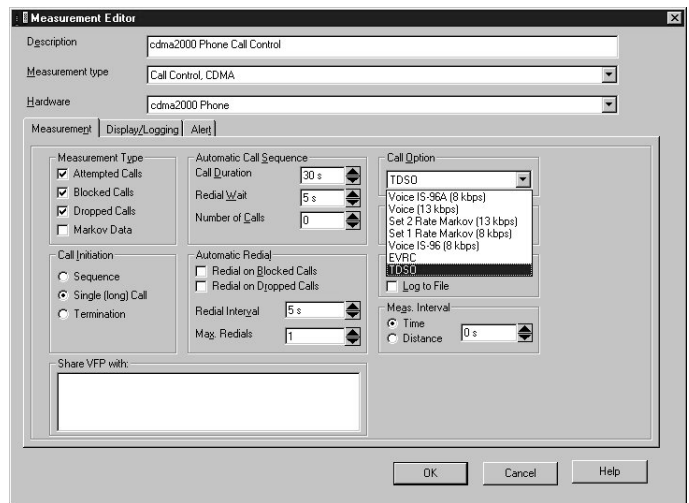 Measurement Editor
Description
cdma2000 Phone Call Control
Measurement type
Call Control, CDMA
Hardware
cdma2000 Phone
Measurement
Display/Logging
Alert
Measurement Type
Attempted Calls
Blocked Calls
Dropped Calls
Markov Data
Call Initiation
Sequence
Single (long) Call
Termination
Automatic Call Sequence
Call Duration
30 s
Redial Wait
5 s
Number of Calls
0
Automatic Redial
Redial on Blocked Calls
Redial on Dropped Calls
Redial Interval
5 s
Max. Redials
1
Call Option
TDSO
Voice IS-96A (8 kbps)
Voice (13 kbps)
Set 2 Rate Markov (13 kbps)
Set 1 Rate Markov (8 kbps)
Voice IS-96 (8 kbps)
EVRC
TDSO
Log to File
Meas. Interval
Time
Distance
0 s
Share VFP with:
OK
Cancel
Help